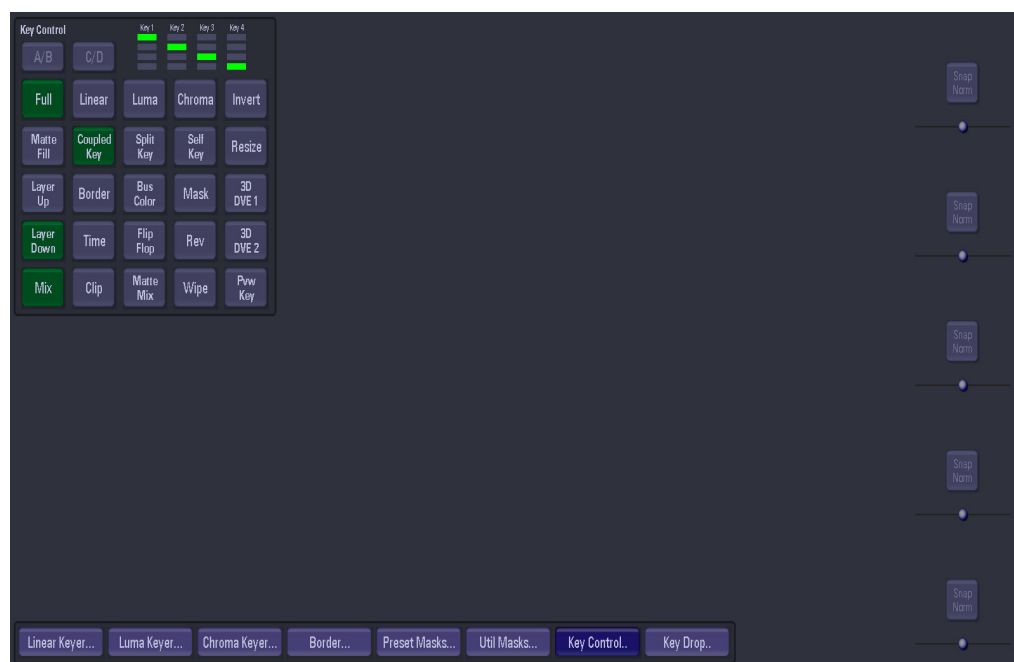 Key Control
Key 1 Key 2 Key 3 Key 4
A/B C/D
Full Linear Luma Chroma Invert
Matte Fill
Coupled Key
Split Key
Self Key
Resize
Layer Up
Border
Bus Color
Mask
3D DVE 1
Layer Down
Time
Flip Flop
Rev
3D DVE 2
Mix
Clip
Matte Mix
Wipe
Pvw Key
Snap
Norm
Snap
Norm
Snap
Norm
Snap
Norm
Snap
Norm
Linear Keyer... Luma Keyer... Chroma Keyer... Border... Preset Masks... Util Masks... Key Control.. Key Drop..